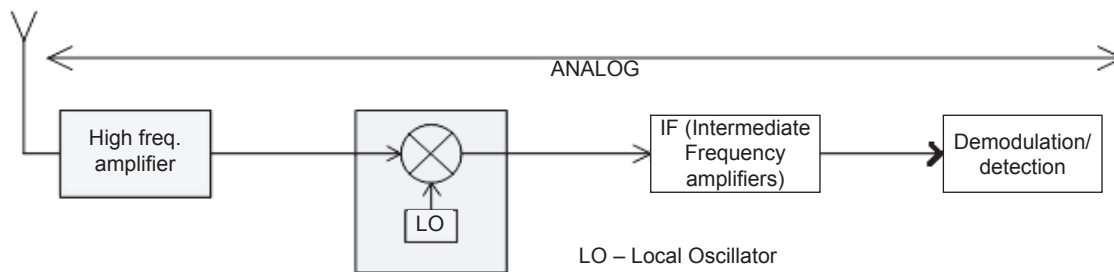 ANALOG
High freq.
amplifier
LO
IF (Intermediate
Frequency
amplifiers)
Demodulation/
detection
LO – Local Oscillator